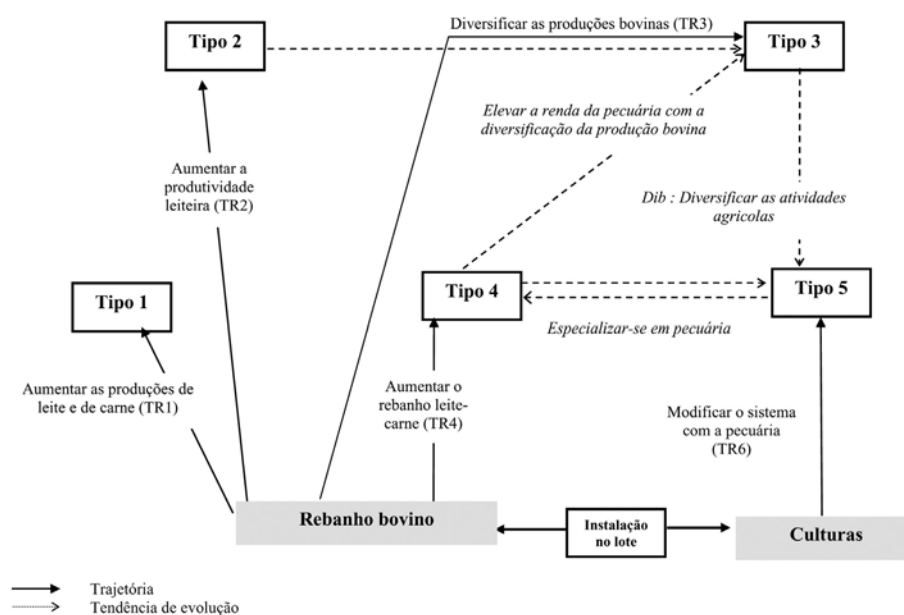 Diversificar as produções bovinas (TR3)
Tipo 2
Tipo 3
Elevar a renda da pecuária com a
diversificação da produção bovina
Aumentar a
produtividade
leiteira (TR2)
Dib : Diversificar as atividades
agricolas
Tipo 1
Tipo 4
Tipo 5
Especializar-se em pecuária
Aumentar as produções de
leite e de carne (TR1)
Aumentar o
rebanho leite-
carne (TR4)
Modificar o sistema
com a pecuária
(TR6)
Rebanho bovino
Instalação
no lote
Culturas
Trajetória
Tendência de evolução